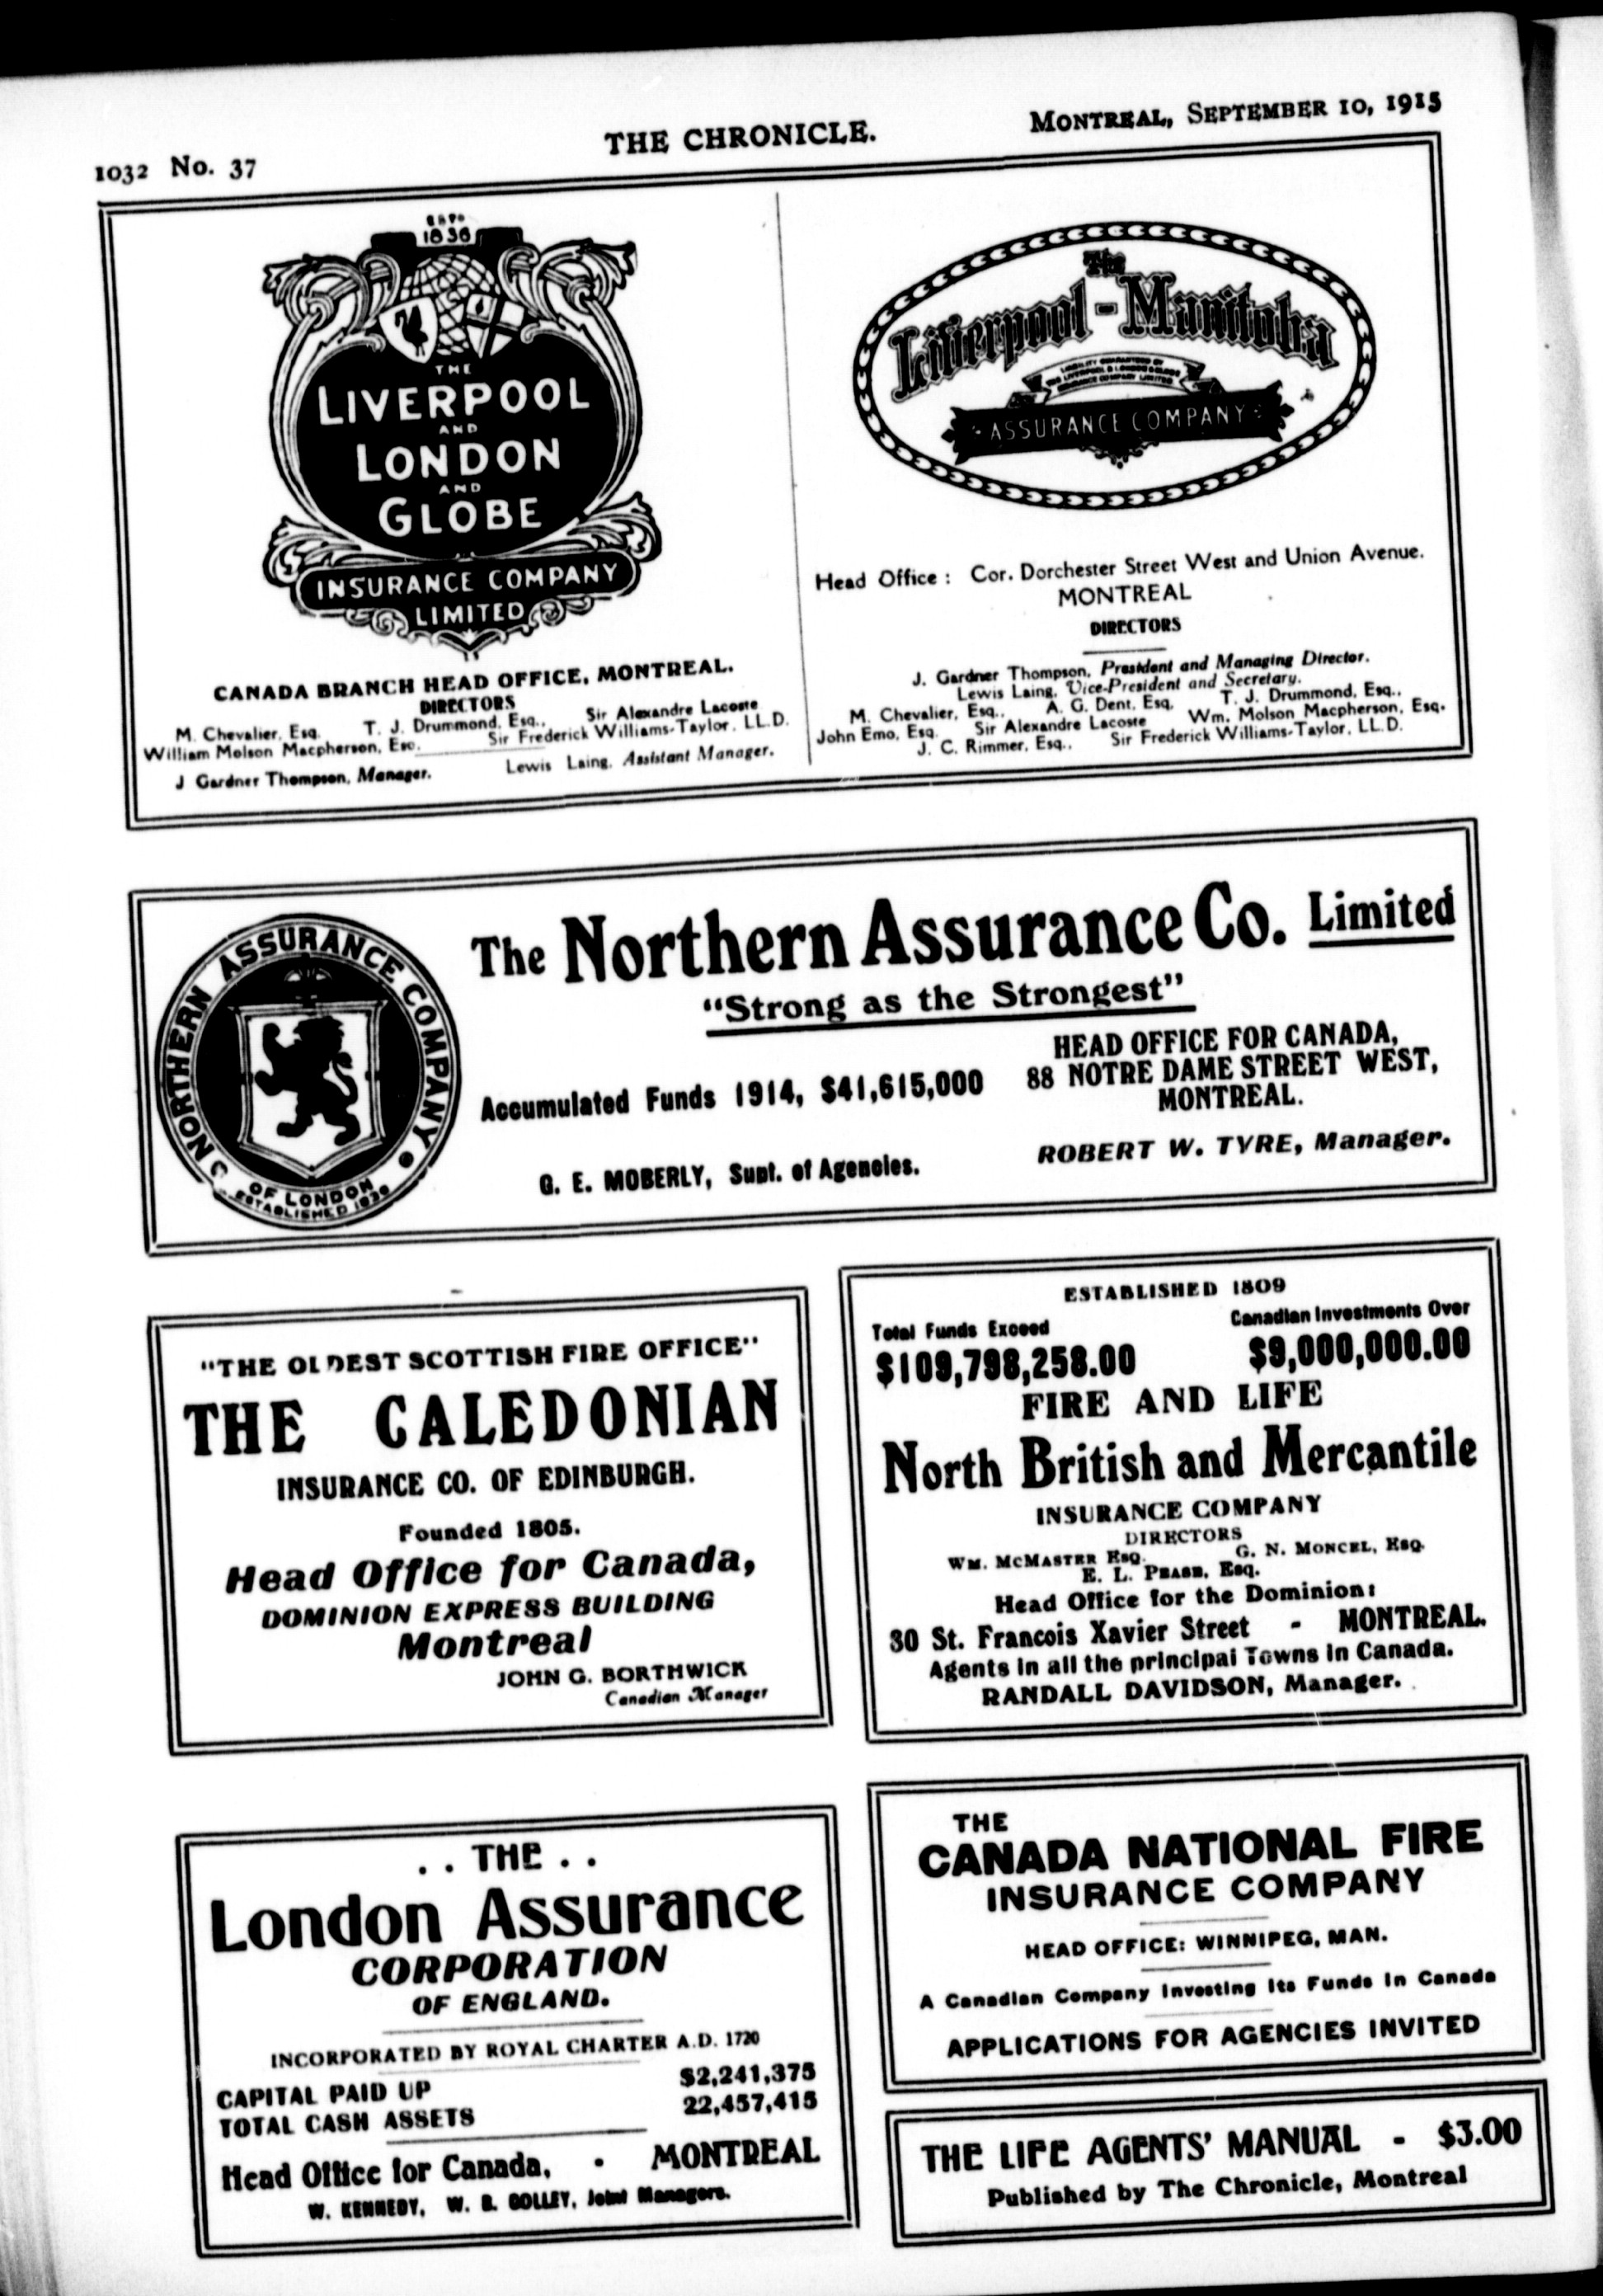 1032 No. 37
THE CHRONICLE.
MONTREAL, SEPTEMBER 10, 1915
ESTD
1836
THE
LIVERPOOL
AND
LONDON
AND
GLOBE
INSURANCE COMPANY
LIMITED
CANADA BRANCH HEAD OFFICE, MONTREAL.
DIRECTORS
M. Chevalier, Esq. T. J. Drummond, Esq., Sir Alexandre Lacoste
William Molson Macpherson, Esq. Sir Frederick Williams-Taylor, LL.D.
J Gardner Thompson, Manager. Lewis Laing, Assistant Manager.
The
Liverpool-Manitoba
LIABILITY GUARANTEED BY
THE LIVERPOOL & LONDON & GLOBE
INSURANCE COMPANY LIMITED
ASSURANCE COMPANY
Head Office : Cor. Dorchester Street West and Union Avenue.
MONTREAL
DIRECTORS
J. Gardner Thompson, President and Managing Director.
Lewis Laing, Vice-President and Secretary.
M. Chevalier, Esq., A. G. Dent, Esq. T. J. Drummond, Esq.,
John Emo, Esq. Sir Alexandre Lacoste Wm. Molson Macpherson, Esq.
J. C. Rimmer, Esq., Sir Frederick Williams-Taylor, LL.D.
NORTHERN ASSURANCE COMPANY
OF LONDON
ESTABLISHED 1836
The Northern Assurance Co. Limited
"Strong as the Strongest"
Accumulated Funds 1914, $41,615,000
HEAD OFFICE FOR CANADA,
88 NOTRE DAME STREET WEST,
MONTREAL.
G. E. MOBERLY, Supt. of Agencies.
ROBERT W. TYRE, Manager.
"THE OLDEST SCOTTISH FIRE OFFICE"
THE CALEDONIAN
INSURANCE CO. OF EDINBURGH.
Founded 1805.
Head Office for Canada,
DOMINION EXPRESS BUILDING
Montreal
JOHN G. BORTHWICK
Canadian Manager
ESTABLISHED 1809
Total Funds Exceed Canadian Investments Over
$109,798,258.00 $9,000,000.00
FIRE AND LIFE
North British and Mercantile
INSURANCE COMPANY
DIRECTORS
WM. MCMASTER ESQ. G. N. MONCEL, ESQ.
E. L. PEASE, ESQ.
Head Office for the Dominion:
80 St. Francois Xavier Street - MONTREAL.
Agents in all the principal Towns in Canada.
RANDALL DAVIDSON, Manager.
. . THE . .
London Assurance
CORPORATION
OF ENGLAND.
INCORPORATED BY ROYAL CHARTER A.D. 1720
CAPITAL PAID UP $2,241,375
TOTAL CASH ASSETS 22,457,415
Head Office for Canada, - MONTREAL
W. KENNEDY, W. B. COLLEY, Joint Managers.
THE
CANADA NATIONAL FIRE
INSURANCE COMPANY
HEAD OFFICE: WINNIPEG, MAN.
A Canadian Company Investing Its Funds In Canada
APPLICATIONS FOR AGENCIES INVITED
THE LIFE AGENTS' MANUAL - $3.00
Published by The Chronicle, Montreal